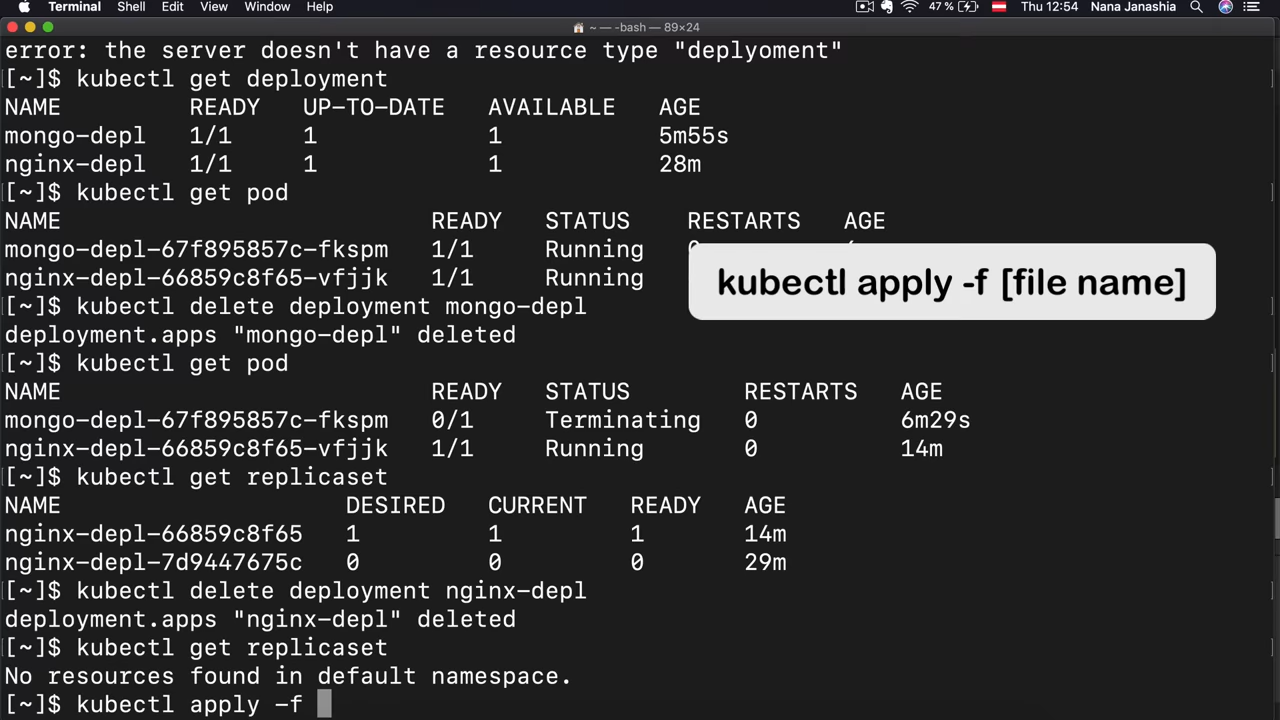 Terminal Shell Edit View Window Help 47 % Thu 12:54 Nana Janashia
~ — -bash — 89×24
error: the server doesn't have a resource type "deplyoment"
[~]$ kubectl get deployment
NAME READY UP-TO-DATE AVAILABLE AGE
mongo-depl 1/1 1 1 5m55s
nginx-depl 1/1 1 1 28m
[~]$ kubectl get pod
NAME READY STATUS RESTARTS AGE
mongo-depl-67f895857c-fkspm 1/1 Running
nginx-depl-66859c8f65-vfjjk 1/1 Running
kubectl apply -f [file name]
[~]$ kubectl delete deployment mongo-depl
deployment.apps "mongo-depl" deleted
[~]$ kubectl get pod
NAME READY STATUS RESTARTS AGE
mongo-depl-67f895857c-fkspm 0/1 Terminating 0 6m29s
nginx-depl-66859c8f65-vfjjk 1/1 Running 0 14m
[~]$ kubectl get replicaset
NAME DESIRED CURRENT READY AGE
nginx-depl-66859c8f65 1 1 1 14m
nginx-depl-7d9447675c 0 0 0 29m
[~]$ kubectl delete deployment nginx-depl
deployment.apps "nginx-depl" deleted
[~]$ kubectl get replicaset
No resources found in default namespace.
[~]$ kubectl apply -f